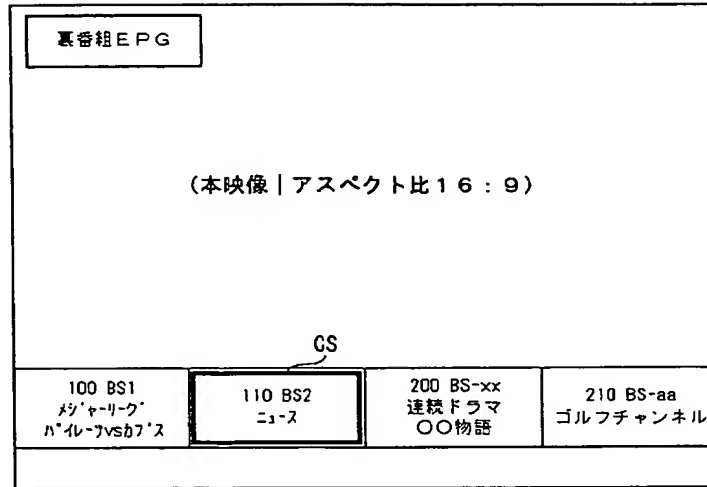 裏番組EPG
(本映像|アスペクト比16:9)
CS
100 BS1
メジャーリーグ
パイレーツvsカブス
110 BS2
ニュース
200 BS-xx
連続ドラマ
〇〇物語
210 BS-aa
ゴルフチャンネル